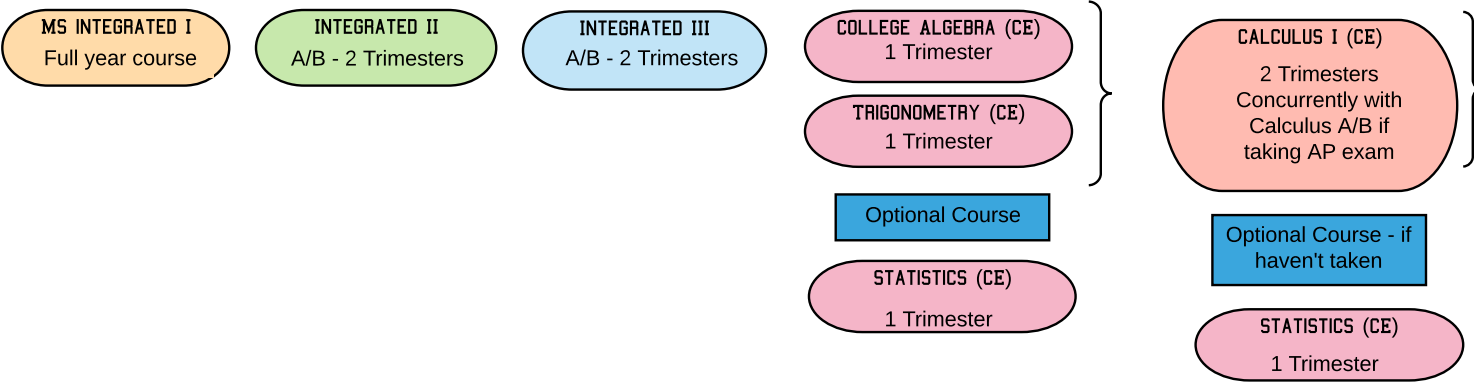 MS INTEGRATED I
Full year course
INTEGRATED II
A/B - 2 Trimesters
INTEGRATED III
A/B - 2 Trimesters
COLLEGE ALGEBRA (CE)
1 Trimester
TRIGONOMETRY (CE)
1 Trimester
Optional Course
STATISTICS (CE)
1 Trimester
CALCULUS I (CE)
2 Trimesters
Concurrently with
Calculus A/B if
taking AP exam
Optional Course - if
haven't taken
STATISTICS (CE)
1 Trimester